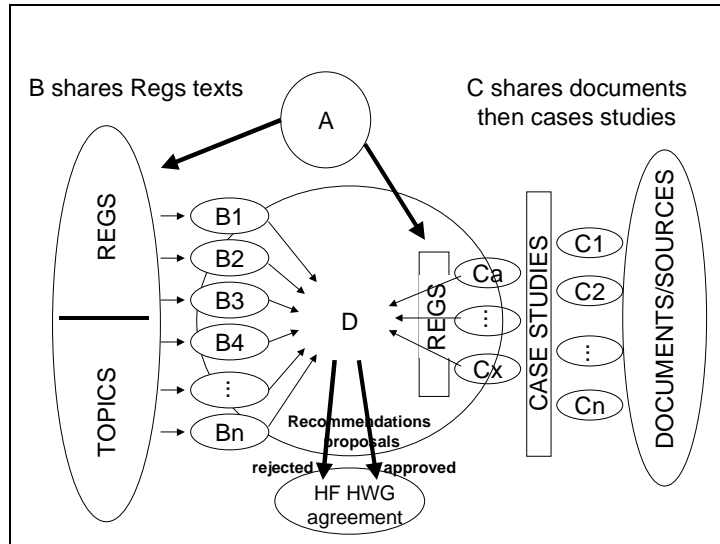 B shares Regs texts
C shares documents
then cases studies
A
REGS
TOPICS
B1
B2
B3
B4
...
Bn
D
REGS
Ca
...
Cx
CASE STUDIES
C1
C2
...
Cn
DOCUMENTS/SOURCES
Recommendations
proposals
rejected
approved
HF HWG
agreement